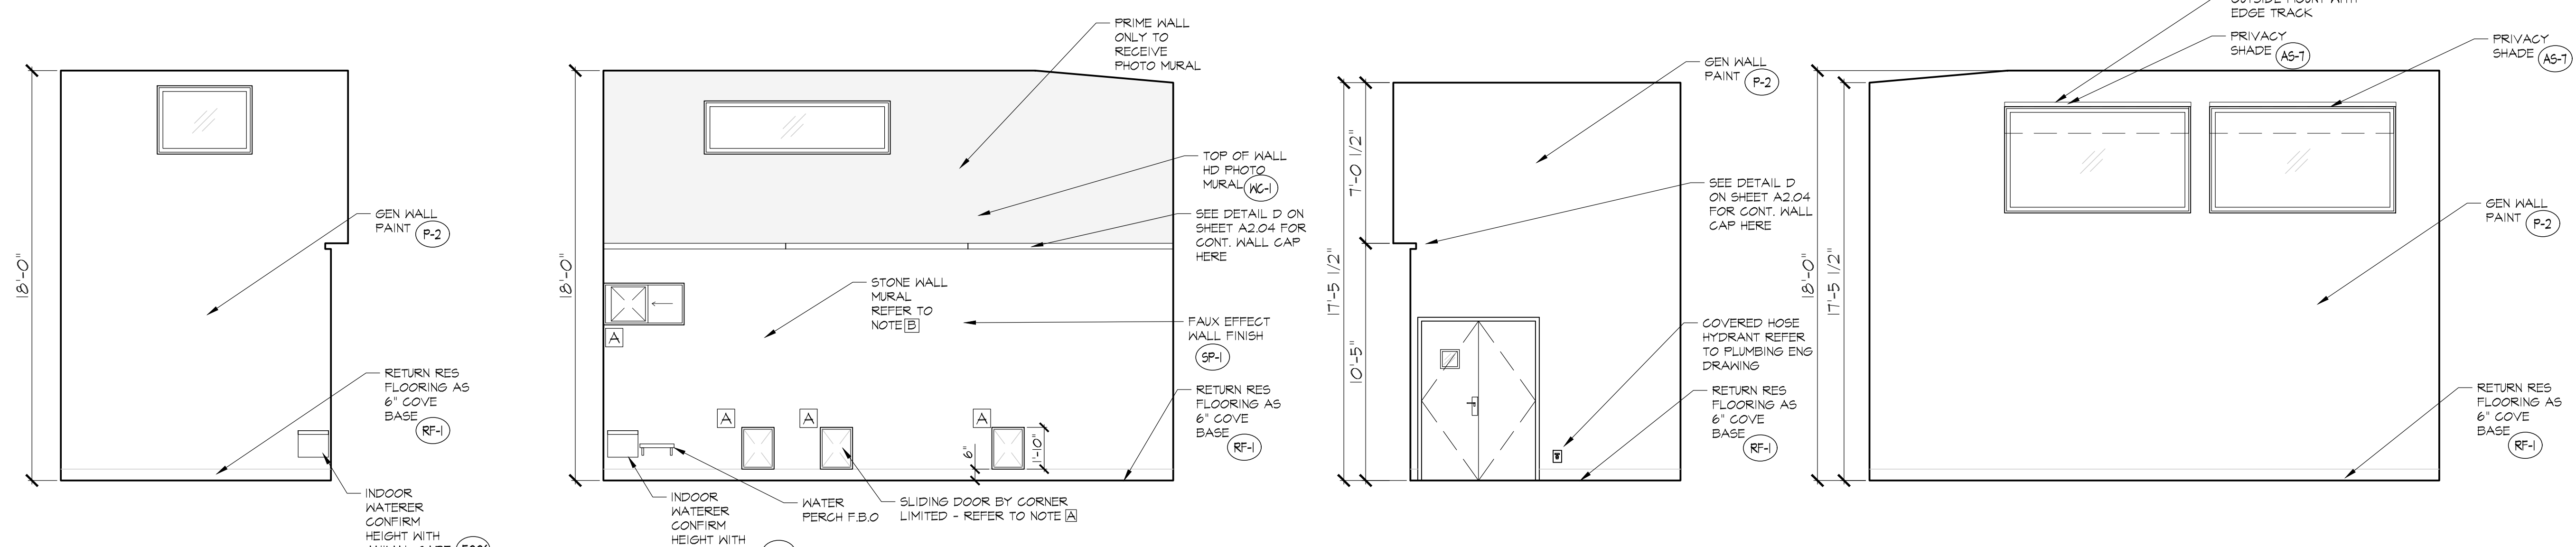 18'-0"
GEN WALL
PAINT P-2
RETURN RES
FLOORING AS
6" COVE
BASE RF-1
INDOOR
WATERER
CONFIRM
HEIGHT WITH
18'-0"
PRIME WALL
ONLY TO
RECEIVE
PHOTO MURAL
TOP OF WALL
HD PHOTO
MURAL WC-1
SEE DETAIL D ON
SHEET A2.04 FOR
CONT. WALL CAP
HERE
STONE WALL
MURAL
REFER TO
NOTE B
FAUX EFFECT
WALL FINISH
SP-1
A
A
A
A
6"
1'-10"
RETURN RES
FLOORING AS
6" COVE
BASE RF-1
INDOOR
WATERER
CONFIRM
HEIGHT WITH
WATER
PERCH F.B.O
SLIDING DOOR BY CORNER
LIMITED - REFER TO NOTE A
17'-5 1/2"
7'-0 1/2"
10'-5"
GEN WALL
PAINT P-2
SEE DETAIL D
ON SHEET A2.04
FOR CONT. WALL
CAP HERE
COVERED HOSE
HYDRANT REFER
TO PLUMBING ENG
DRAWING
RETURN RES
FLOORING AS
6" COVE
BASE RF-1
18'-0"
17'-5 1/2"
OUTSIDE MOUNT WITH
EDGE TRACK
PRIVACY
SHADE AS-7
PRIVACY
SHADE AS-7
GEN WALL
PAINT P-2
RETURN RES
FLOORING AS
6" COVE
BASE RF-1